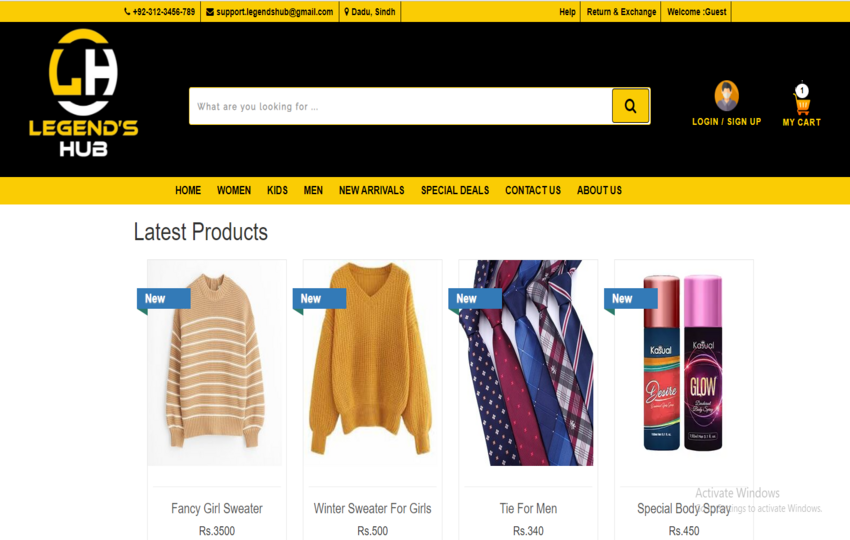 +92-312-3456-789 support.legendshub@gmail.com Dadu, Sindh Help Return & Exchange Welcome :Guest
GH
LEGEND'S
HUB
What are you looking for ...
1
LOGIN / SIGN UP MY CART
HOME WOMEN KIDS MEN NEW ARRIVALS SPECIAL DEALS CONTACT US ABOUT US
Latest Products
New New New New
Kasual Kasual
Desire GLOW
Activate Windows
Fancy Girl Sweater Winter Sweater For Girls Tie For Men Special Body Spray
to activate Windows.
Rs.3500 Rs.500 Rs.340 Rs.450